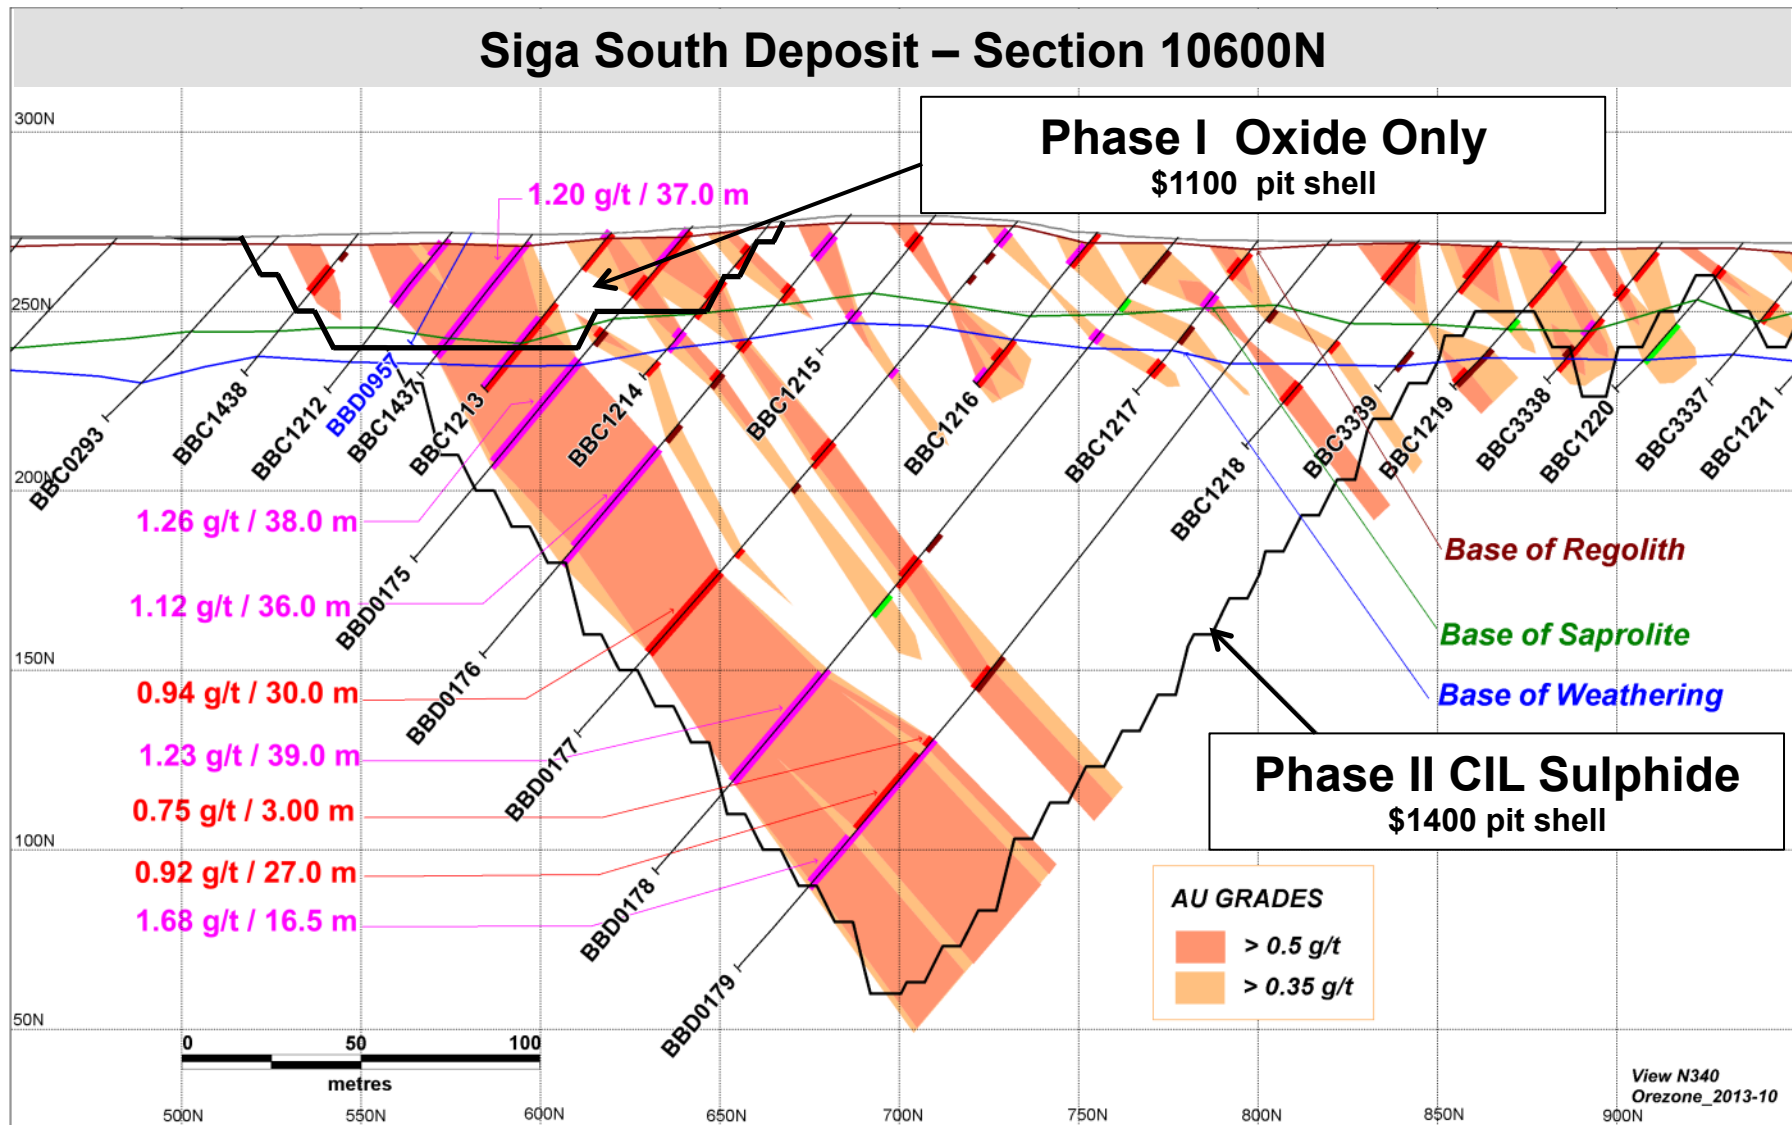 Siga South Deposit – Section 10600N
300N
250N
200N
150N
100N
50N
Phase I Oxide Only
$1100 pit shell
1.20 g/t / 37.0 m
1.26 g/t / 38.0 m
1.12 g/t / 36.0 m
0.94 g/t / 30.0 m
1.23 g/t / 39.0 m
0.75 g/t / 3.00 m
0.92 g/t / 27.0 m
1.68 g/t / 16.5 m
BBC0293
BBC1438
BBC1212
BBD0957
BBC1437
BBC1213
BBC1214
BBC1215
BBC1216
BBC1217
BBC1218
BBC3339
BBC1219
BBC3338
BBC1220
BBC3337
BBC1221
BBD0175
BBD0176
BBD0177
BBD0178
BBD0179
Base of Regolith
Base of Saprolite
Base of Weathering
Phase II CIL Sulphide
$1400 pit shell
AU GRADES
> 0.5 g/t
> 0.35 g/t
0 50 100
metres
View N340
Orezone_2013-10
500N 550N 600N 650N 700N 750N 800N 850N 900N